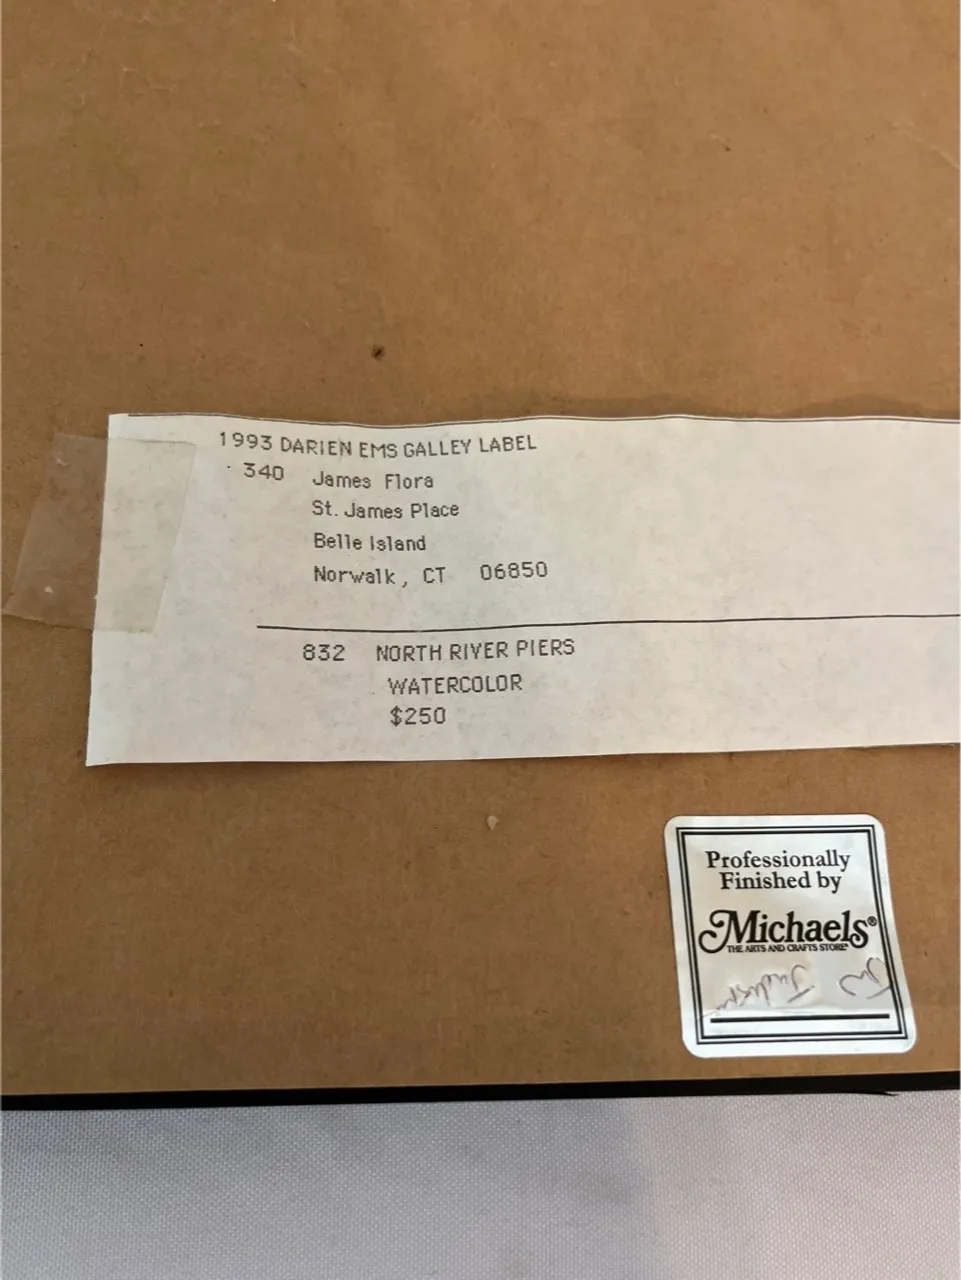 1993 DARIEN EMS GALLEY LABEL
340 James Flora
St. James Place
Belle Island
Norwalk, CT 06850
832 NORTH RIVER PIERS
WATERCOLOR
$250
Professionally
Finished by
Michaels®
THE ARTS AND CRAFTS STORE®